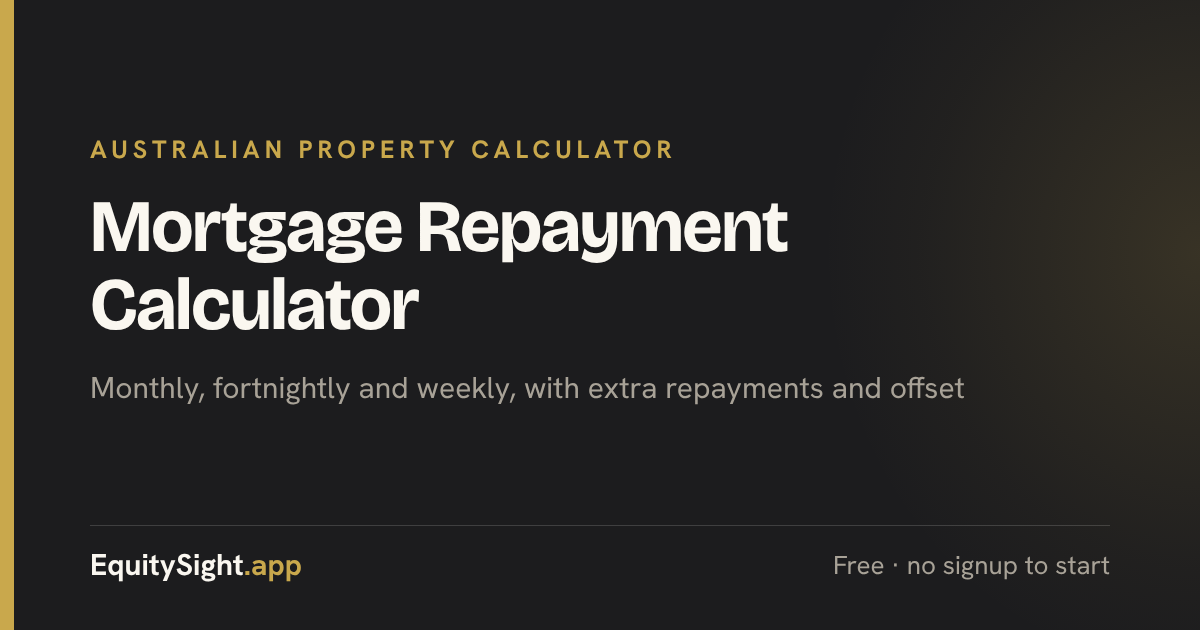 AUSTRALIAN PROPERTY CALCULATOR
Mortgage Repayment
Calculator
Monthly, fortnightly and weekly, with extra repayments and offset
EquitySight.app
Free · no signup to start